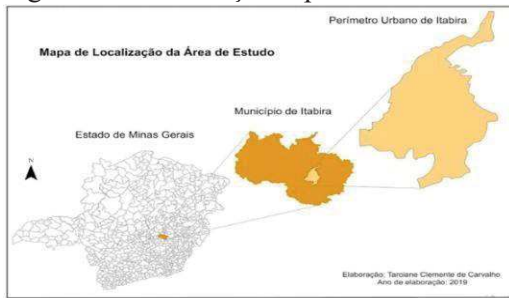 Perímetro Urbano de Itabira
Mapa de Localização da Área de Estudo
Município de Itabira
Estado de Minas Gerais
N
Elaboração: Taroiene Clemente de Carvalho
Ano de elaboração: 2019